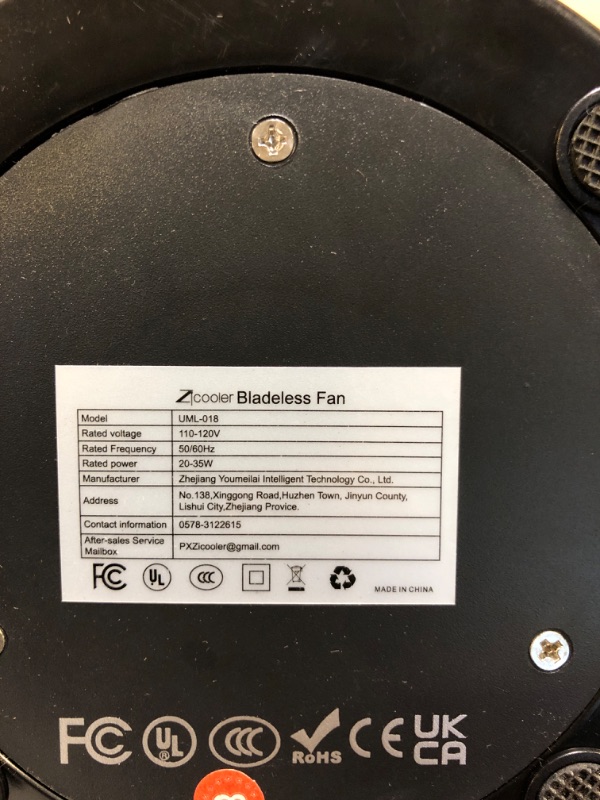 Zicooler Bladeless Fan
Model UML-018
Rated voltage 110-120V
Rated Frequency 50/60Hz
Rated power 20-35W
Manufacturer Zhejiang Youmeilai Intelligent Technology Co., Ltd.
Address No.138,Xinggong Road,Huzhen Town, Jinyun County,
Lishui City,Zhejiang Provice.
Contact information 0578-3122615
After-sales Service
Mailbox PXZicooler@gmail.com
FC UL CCC MADE IN CHINA
FC UL CCC RoHS CE UK
CA